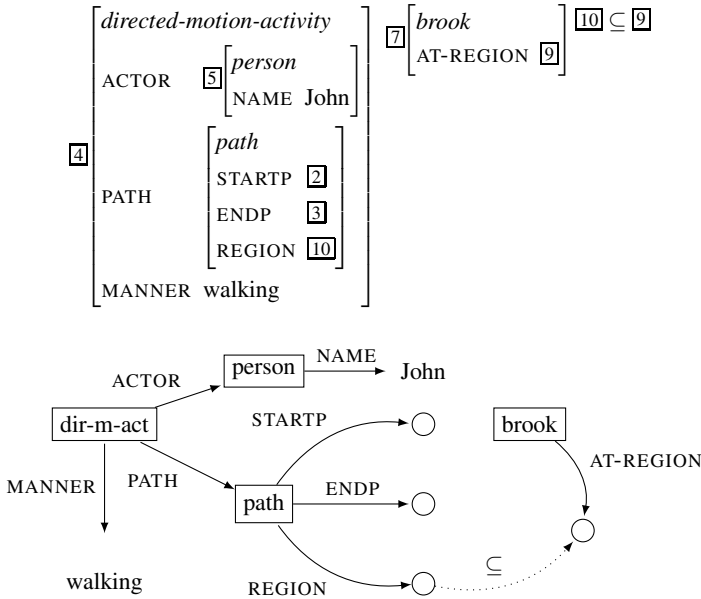 directed-motion-activity
ACTOR 5 person
NAME John
4
PATH path
STARTP 2
ENDP 3
REGION 10
MANNER walking
7 brook
AT-REGION 9
10 ⊆ 9
person NAME John
ACTOR
dir-m-act STARTP brook
MANNER PATH AT-REGION
path ENDP
⊆
walking REGION